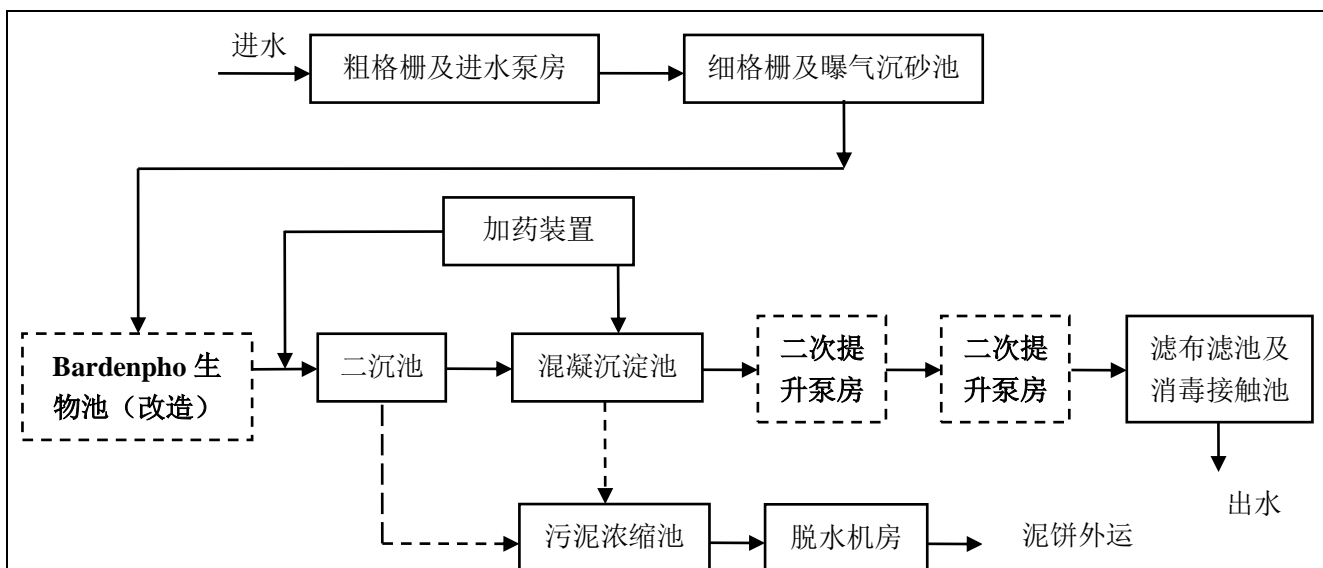 进水
粗格栅及进水泵房
细格栅及曝气沉砂池
加药装置
Bardenpho 生
物池（改造）
二沉池
混凝沉淀池
二次提
升泵房
二次提
升泵房
滤布滤池及
消毒接触池
出水
污泥浓缩池
脱水机房
泥饼外运